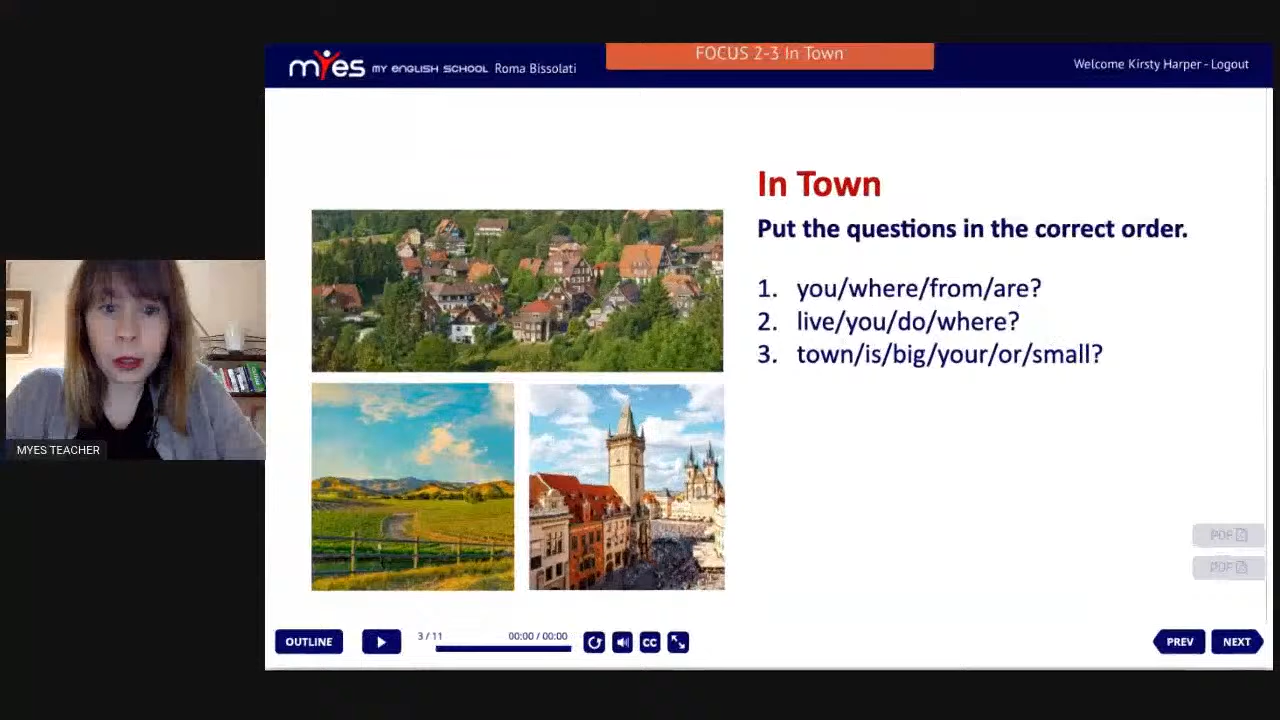 FOCUS 2-3 In Town
myes MY ENGLISH SCHOOL Roma Bissolati
Welcome Kirsty Harper - Logout
In Town
Put the questions in the correct order.
1. you/where/from/are?
2. live/you/do/where?
3. town/is/big/your/or/small?
MYES TEACHER
PDF
PDF
OUTLINE
3 / 11
00:00 / 00:00
CC
PREV
NEXT